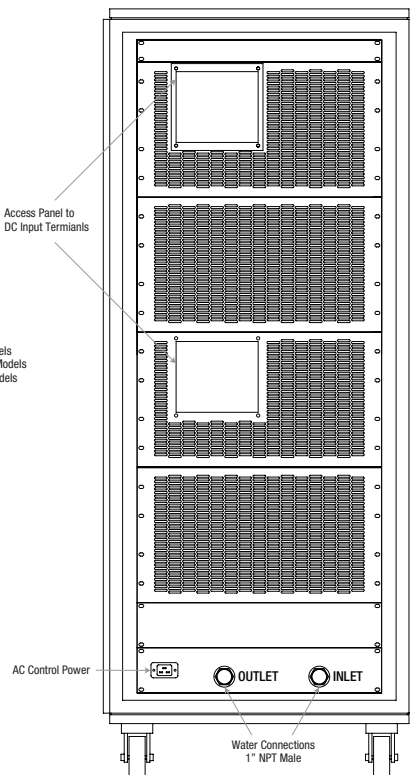 Access Panel to
DC Input Termianls
els
Models
dels
AC Control Power
OUTLET
INLET
Water Connections
1" NPT Male